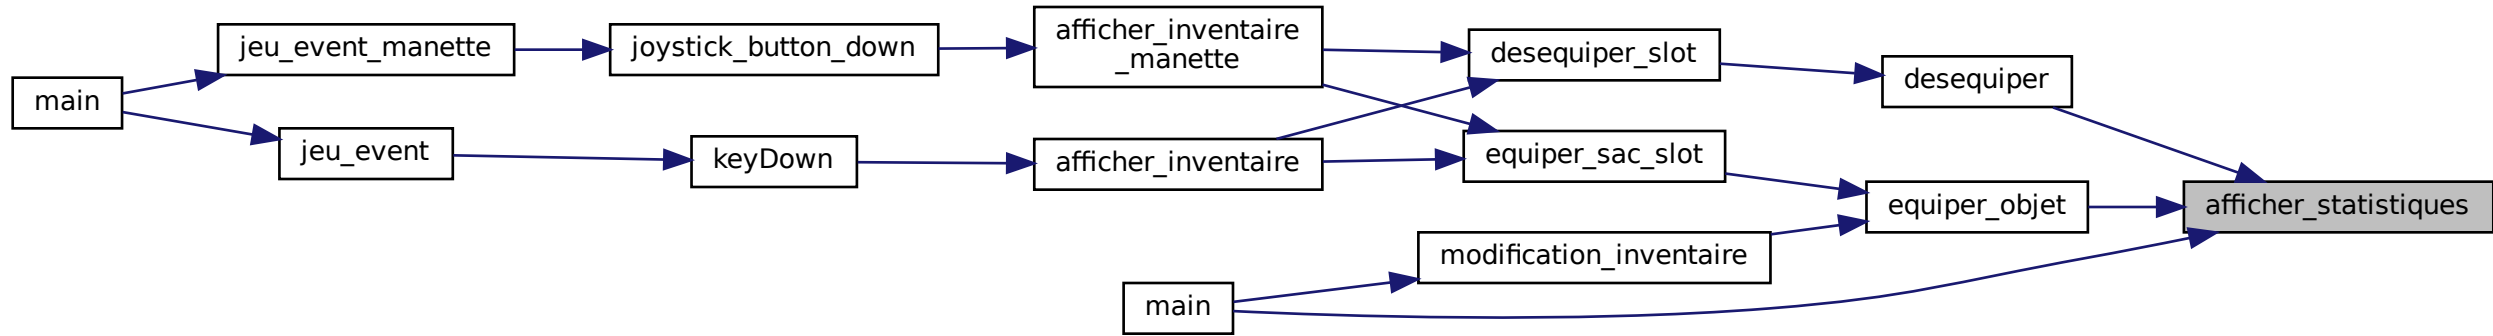 main
jeu_event_manette
joystick_button_down
afficher_inventaire
_manette
desequiper_slot
desequiper
jeu_event
keyDown
afficher_inventaire
equiper_sac_slot
equiper_objet
afficher_statistiques
modification_inventaire
main